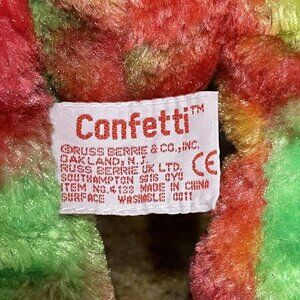 Confetti™
©RUSS BERRIE & CO., INC.
OAKLAND, N.J.
RUSS BERRIE UK LTD.
SOUTHAMPTON SO16 0YU
ITEM NO.4138 MADE IN CHINA
SURFACE WASHABLE 0011
CE